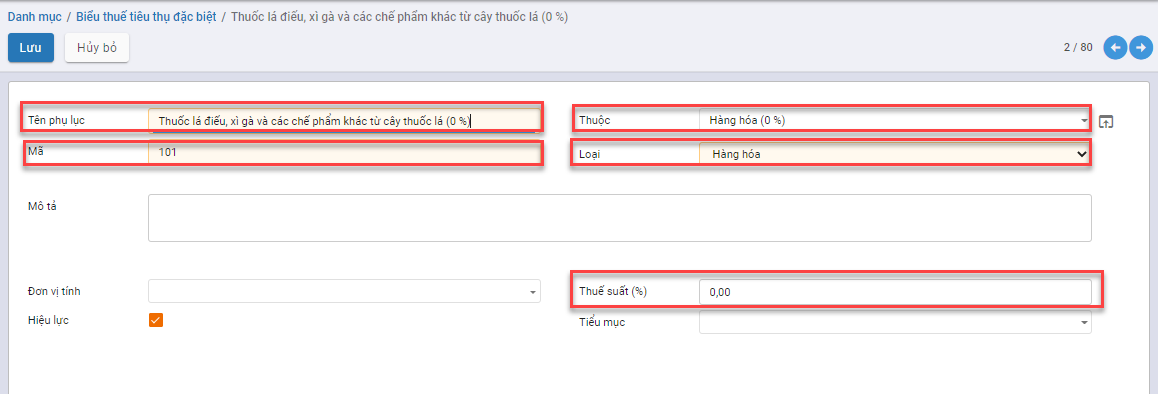 Danh mục / Biểu thuế tiêu thụ đặc biệt / Thuốc lá điếu, xì gà và các chế phẩm khác từ cây thuốc lá (0 %)
Lưu Hủy bỏ 2 / 80
Tên phụ lục Thuốc lá điếu, xì gà và các chế phẩm khác từ cây thuốc lá (0 %) Thuộc Hàng hóa (0 %)
Mã 101 Loại Hàng hóa
Mô tả
Đơn vị tính Thuế suất (%) 0,00
Hiệu lực Tiểu mục